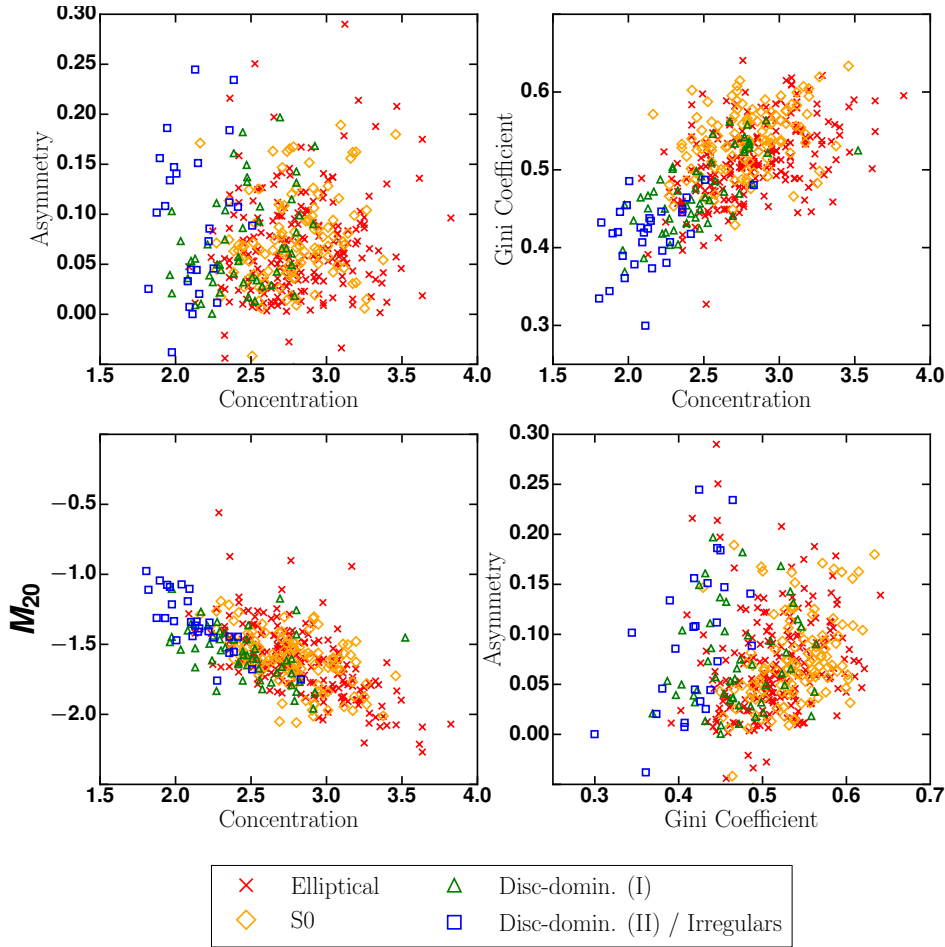 0.30
0.25
0.20
0.15
0.10
0.05
0.00
Asymmetry
1.5 2.0 2.5 3.0 3.5 4.0
Concentration
0.6
0.5
0.4
0.3
Gini Coefficient
1.5 2.0 2.5 3.0 3.5 4.0
Concentration
−0.5
−1.0
−1.5
−2.0
M20
1.5 2.0 2.5 3.0 3.5 4.0
Concentration
0.30
0.25
0.20
0.15
0.10
0.05
0.00
Asymmetry
0.3 0.4 0.5 0.6 0.7
Gini Coefficient
Elliptical
S0
Disc-domin. (I)
Disc-domin. (II) / Irregulars